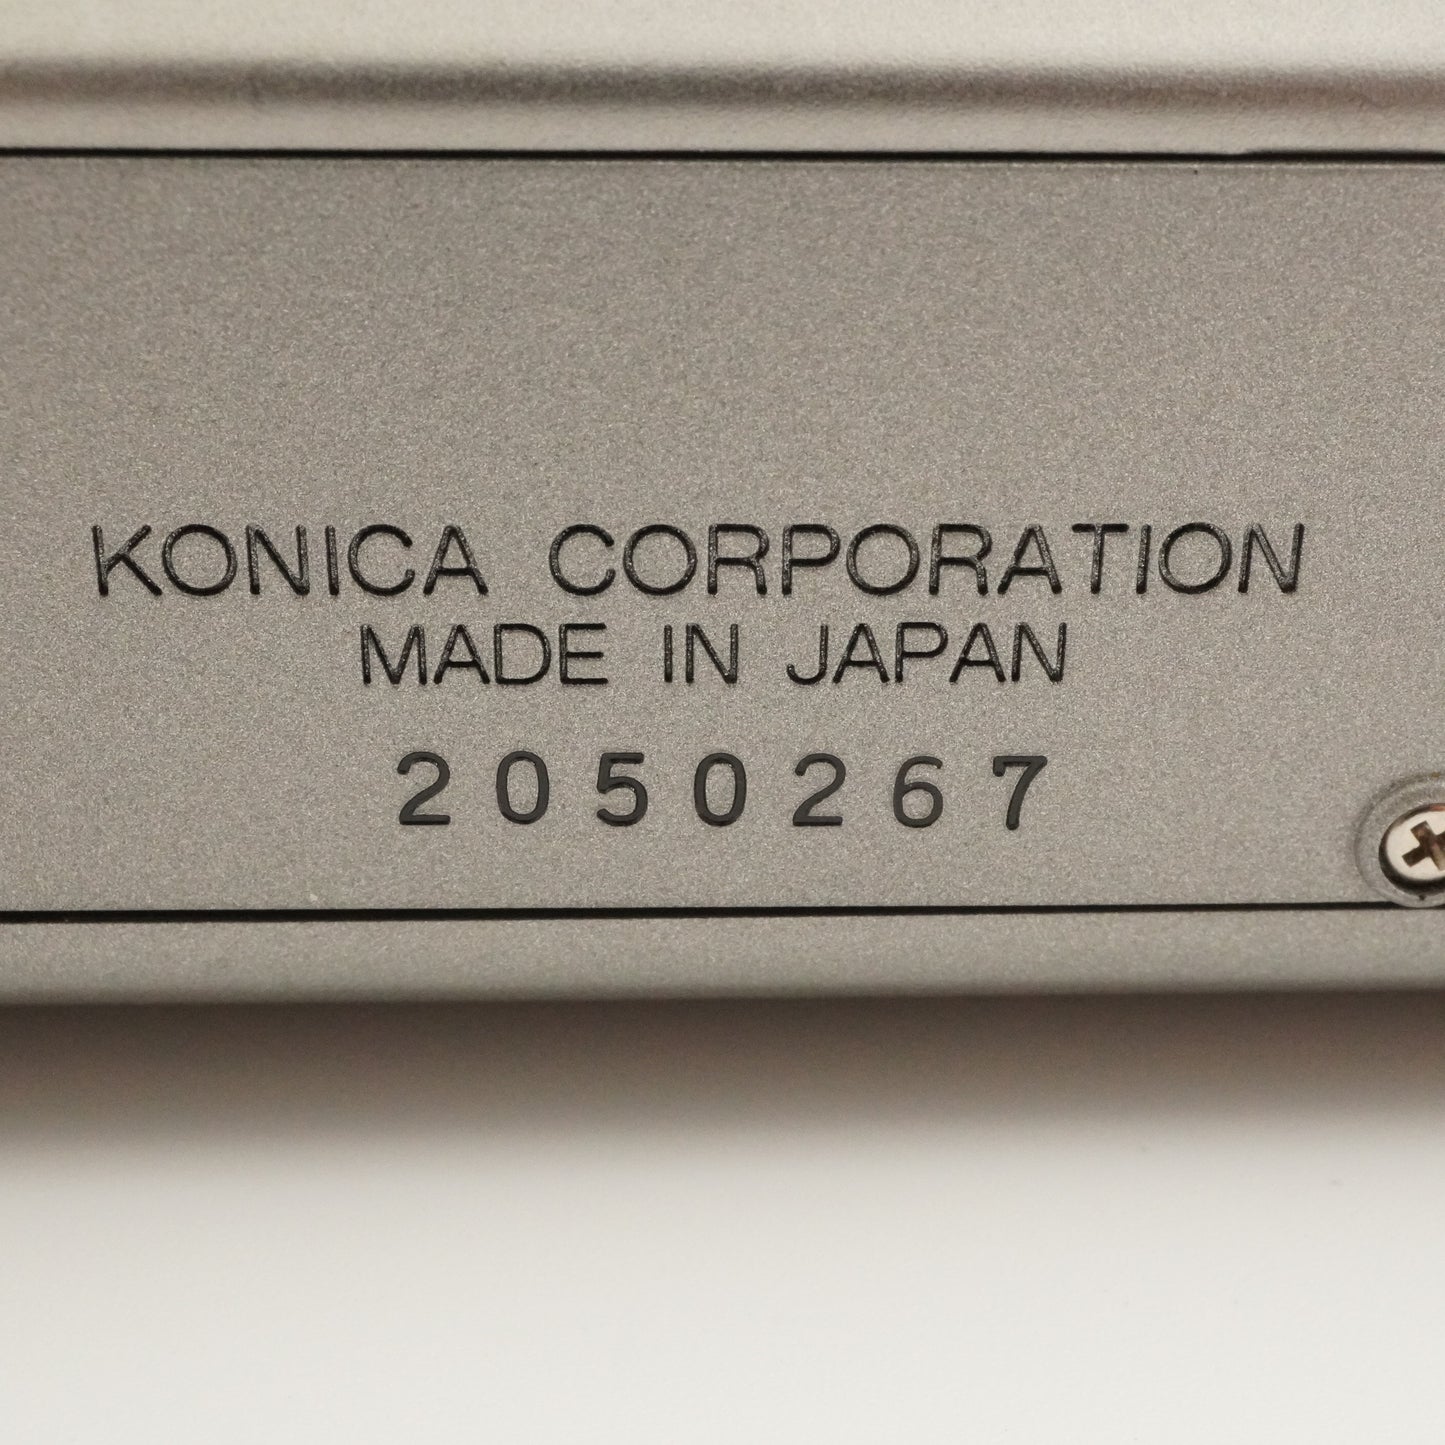 KONICA CORPORATION
MADE IN JAPAN
2050267